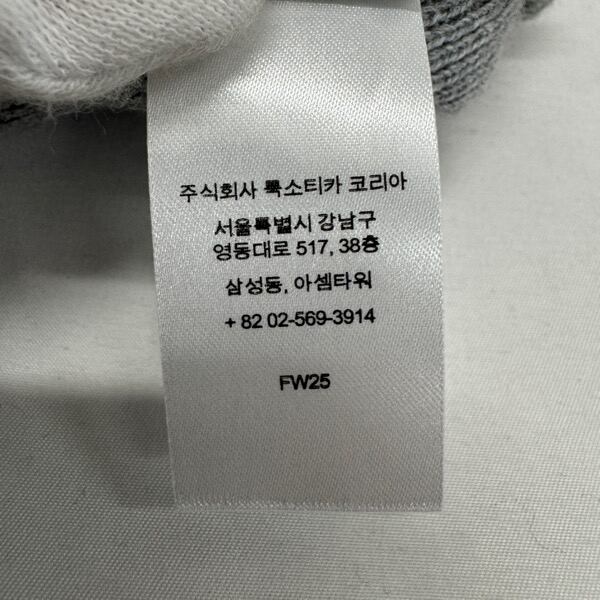 주식회사 룩소티카 코리아
서울특별시 강남구
영동대로 517, 38층
삼성동, 아셈타워
+ 82 02-569-3914
FW25